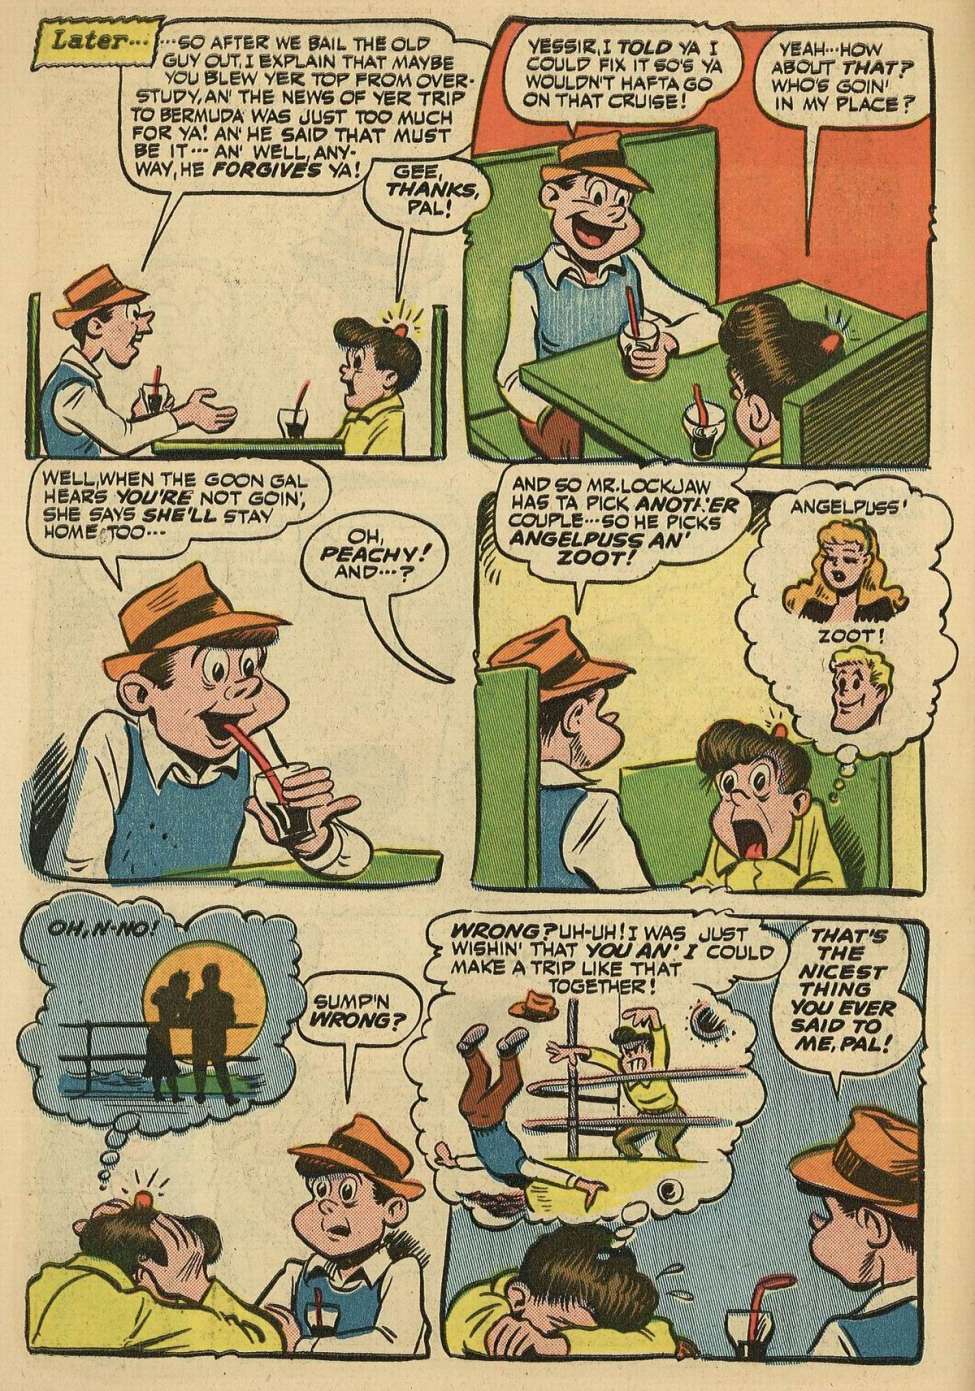 Later...
...SO AFTER WE BAIL THE OLD
GUY OUT, I EXPLAIN THAT MAYBE
YOU BLEW YER TOP FROM OVER-
STUDY, AN' THE NEWS OF YER TRIP
TO BERMUDA WAS JUST TOO MUCH
FOR YA! AN' HE SAID THAT MUST
BE IT... AN' WELL, ANY-
WAY, HE FORGIVES YA!
GEE,
THANKS,
PAL!
YESSIR, I TOLD YA I
COULD FIX IT SO'S YA
WOULDN'T HAFTA GO
ON THAT CRUISE!
YEAH...HOW
ABOUT THAT?
WHO'S GOIN'
IN MY PLACE?
WELL, WHEN THE GOON GAL
HEARS YOU'RE NOT GOIN',
SHE SAYS SHE'LL STAY
HOME TOO...
OH,
PEACHY!
AND...?
AND SO MR. LOCKJAW
HAS TA PICK ANOTHER
COUPLE...SO HE PICKS
ANGELPUSS AN'
ZOOT!
ANGELPUSS!
ZOOT!
OH, N-NO!
SUMP'N
WRONG?
WRONG? UH-UH! I WAS JUST
WISHIN' THAT YOU AN' I COULD
MAKE A TRIP LIKE THAT
TOGETHER!
THAT'S
THE
NICEST
THING
YOU EVER
SAID TO
ME, PAL!